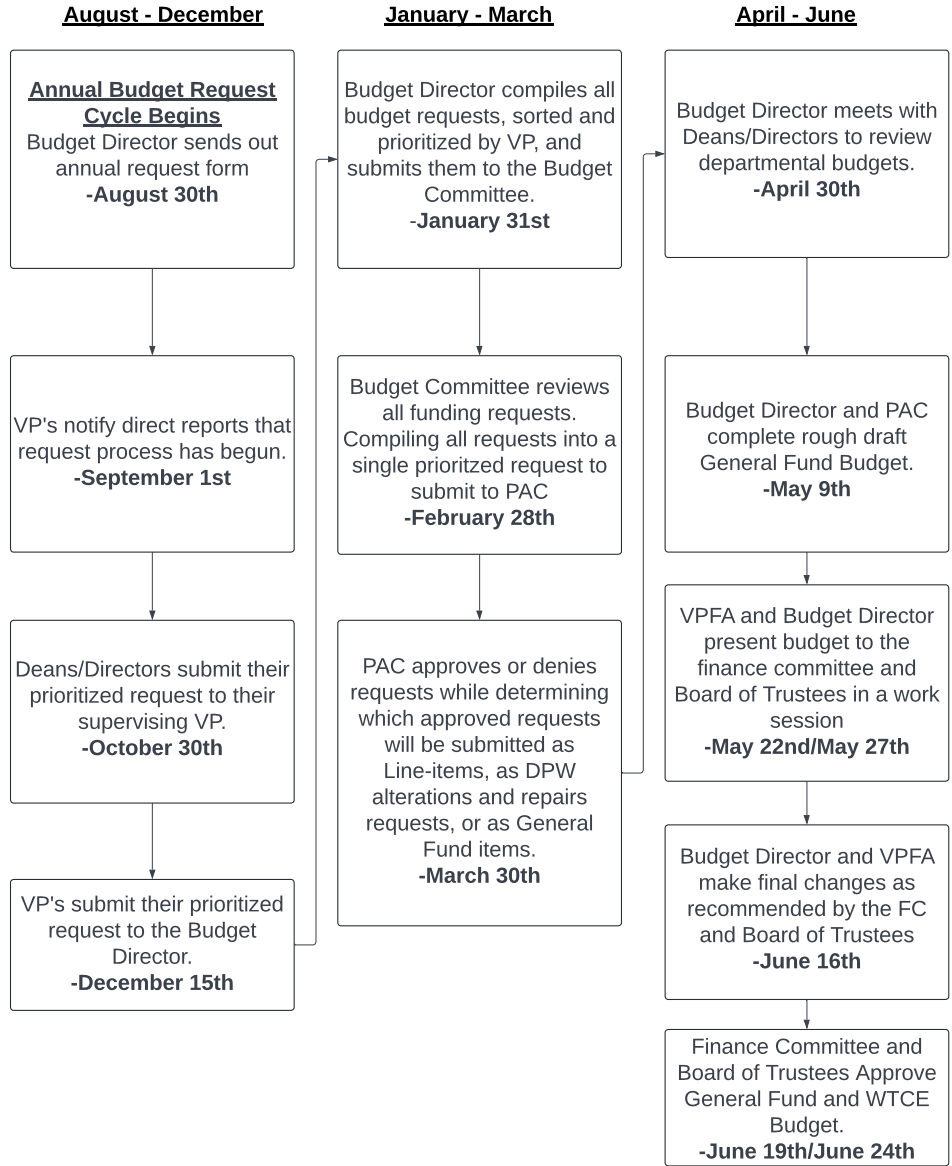 August - December
Annual Budget Request
Cycle Begins
Budget Director sends out
annual request form
-August 30th
VP's notify direct reports that
request process has begun.
-September 1st
Deans/Directors submit their
prioritized request to their
supervising VP.
-October 30th
VP's submit their prioritized
request to the Budget
Director.
-December 15th
January - March
Budget Director compiles all
budget requests, sorted and
prioritized by VP, and
submits them to the Budget
Committee.
-January 31st
Budget Committee reviews
all funding requests.
Compiling all requests into a
single prioritzed request to
submit to PAC
-February 28th
PAC approves or denies
requests while determining
which approved requests
will be submitted as
Line-items, as DPW
alterations and repairs
requests, or as General
Fund items.
-March 30th
April - June
Budget Director meets with
Deans/Directors to review
departmental budgets.
-April 30th
Budget Director and PAC
complete rough draft
General Fund Budget.
-May 9th
VPFA and Budget Director
present budget to the
finance committee and
Board of Trustees in a work
session
-May 22nd/May 27th
Budget Director and VPFA
make final changes as
recommended by the FC
and Board of Trustees
-June 16th
Finance Committee and
Board of Trustees Approve
General Fund and WTCE
Budget.
-June 19th/June 24th